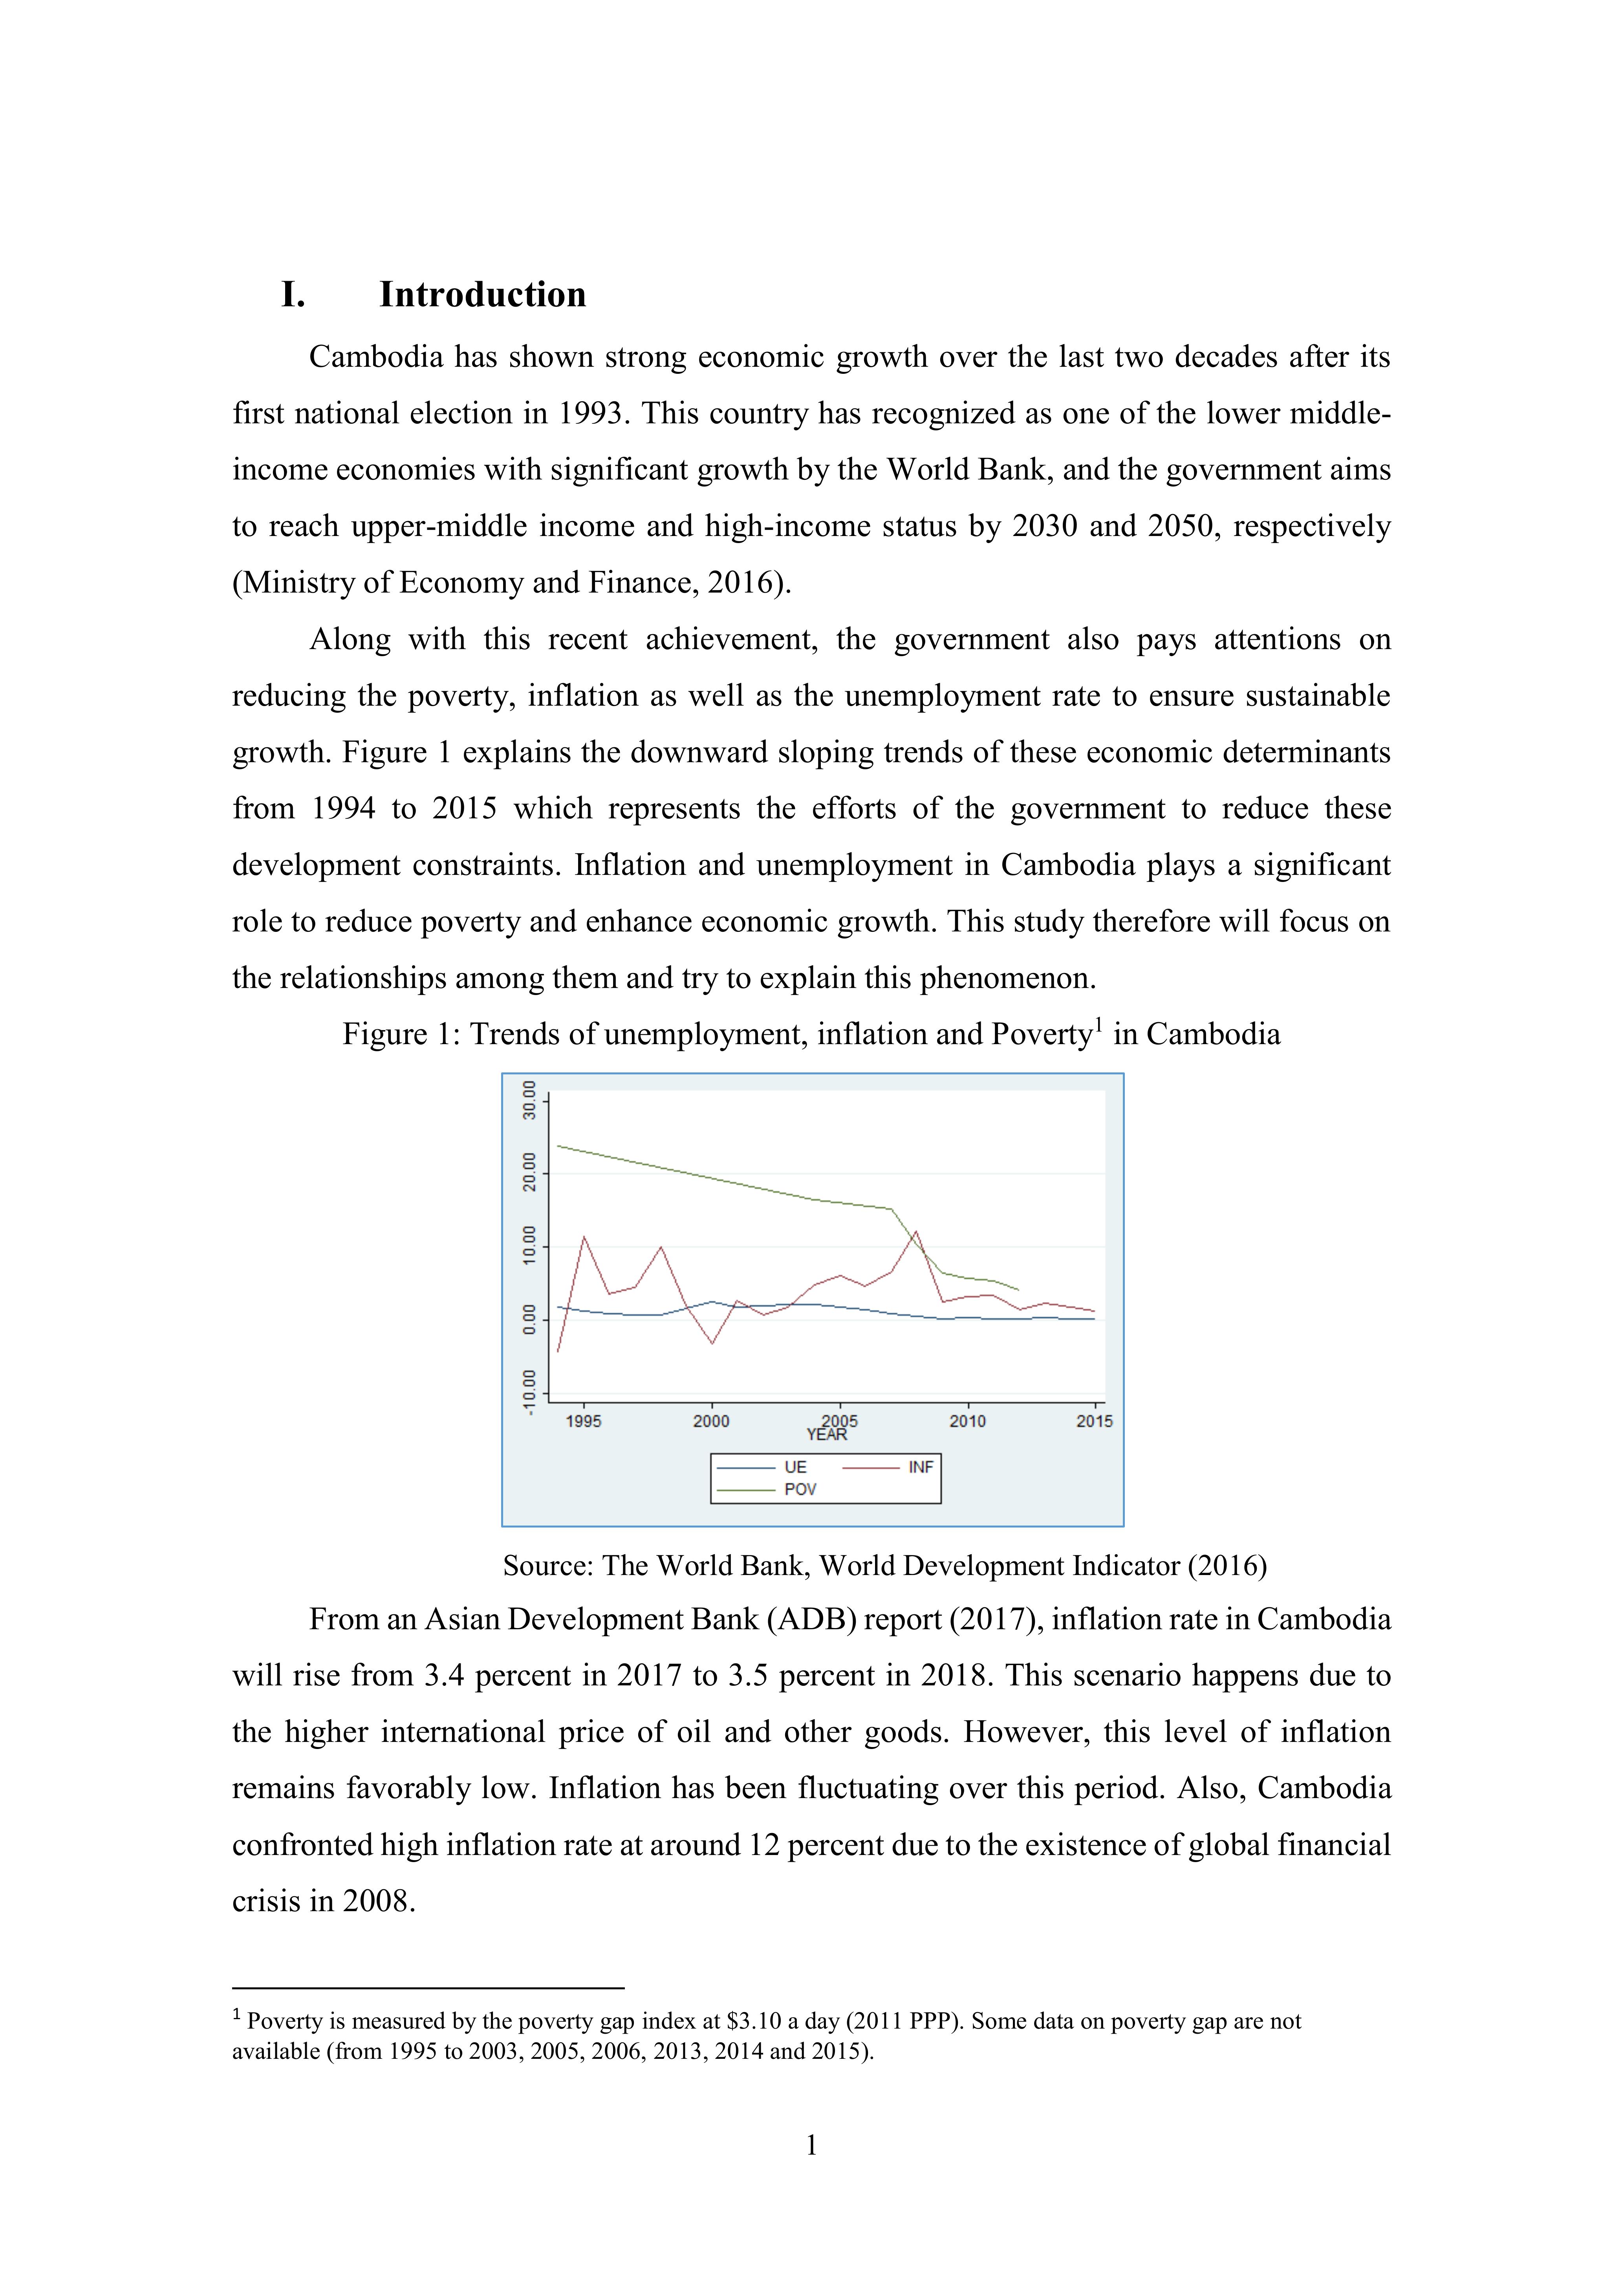 I. Introduction
Cambodia has shown strong economic growth over the last two decades after its
first national election in 1993. This country has recognized as one of the lower middle-
income economies with significant growth by the World Bank, and the government aims
to reach upper-middle income and high-income status by 2030 and 2050, respectively
(Ministry of Economy and Finance, 2016).
Along with this recent achievement, the government also pays attentions on
reducing the poverty, inflation as well as the unemployment rate to ensure sustainable
growth. Figure 1 explains the downward sloping trends of these economic determinants
from 1994 to 2015 which represents the efforts of the government to reduce these
development constraints. Inflation and unemployment in Cambodia plays a significant
role to reduce poverty and enhance economic growth. This study therefore will focus on
the relationships among them and try to explain this phenomenon.
Figure 1: Trends of unemployment, inflation and Poverty¹ in Cambodia
30.00
20.00
10.00
0.00
-10.00
1995 2000 2005 2010 2015
YEAR
UE INF
POV
Source: The World Bank, World Development Indicator (2016)
From an Asian Development Bank (ADB) report (2017), inflation rate in Cambodia
will rise from 3.4 percent in 2017 to 3.5 percent in 2018. This scenario happens due to
the higher international price of oil and other goods. However, this level of inflation
remains favorably low. Inflation has been fluctuating over this period. Also, Cambodia
confronted high inflation rate at around 12 percent due to the existence of global financial
crisis in 2008.
¹ Poverty is measured by the poverty gap index at $3.10 a day (2011 PPP). Some data on poverty gap are not
available (from 1995 to 2003, 2005, 2006, 2013, 2014 and 2015).
1